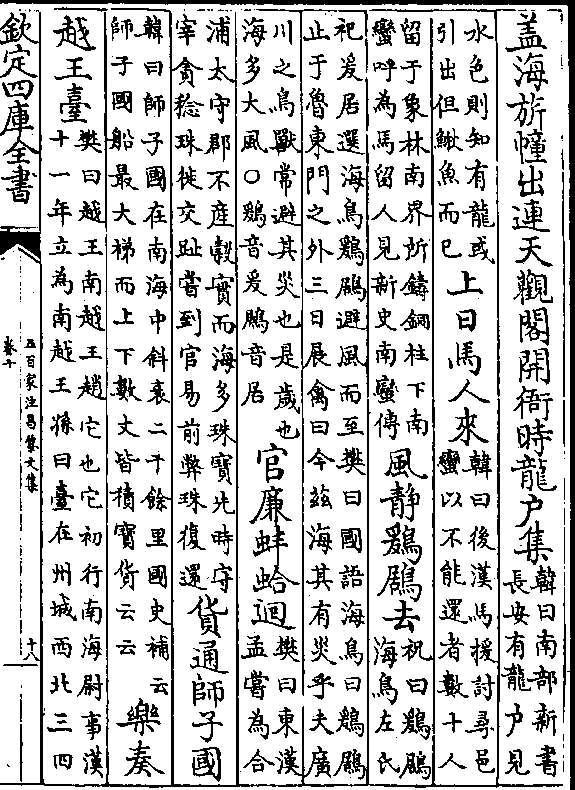 蓋海旂幢出連天觀閣開衙時龍户集韓曰南部新書長安有龍户見
水色則知有龍或引出但鰍魚而已上日馬人來韓曰後漢馬援討尋邑蠻以不能還者數十人
留于象林南界所鑄銅柱下南蠻呼為馬留人見新史南蠻傳風靜鶢鶋去祝曰鶢鶋海鳥左氏
祀爰居選海鳥鶢鶋避風而至樊曰國語海鳥曰鶢鶋止于魯東門之外三日展禽曰今兹海其有災乎夫廣
川之鳥獸常避其災也是歲也海多大風○鶢音爰鶋音居官廉蚌蛤迴樊曰東漢孟嘗為合
浦太守郡不産穀實而海多珠寶先時守宰貪穢珠徙交趾嘗到官易前弊珠復還貨通師子國
韓曰師子國在南海中斜袤二千餘里國史補云師子國船最大梯而上下數丈皆積寶貨云云樂奏
越王臺樊曰越王南越王趙它也它初行南海尉事漢十一年立為南越王孫曰臺在州城西北三四
欽定四庫全書
五百家注昌黎文集
卷十
十八